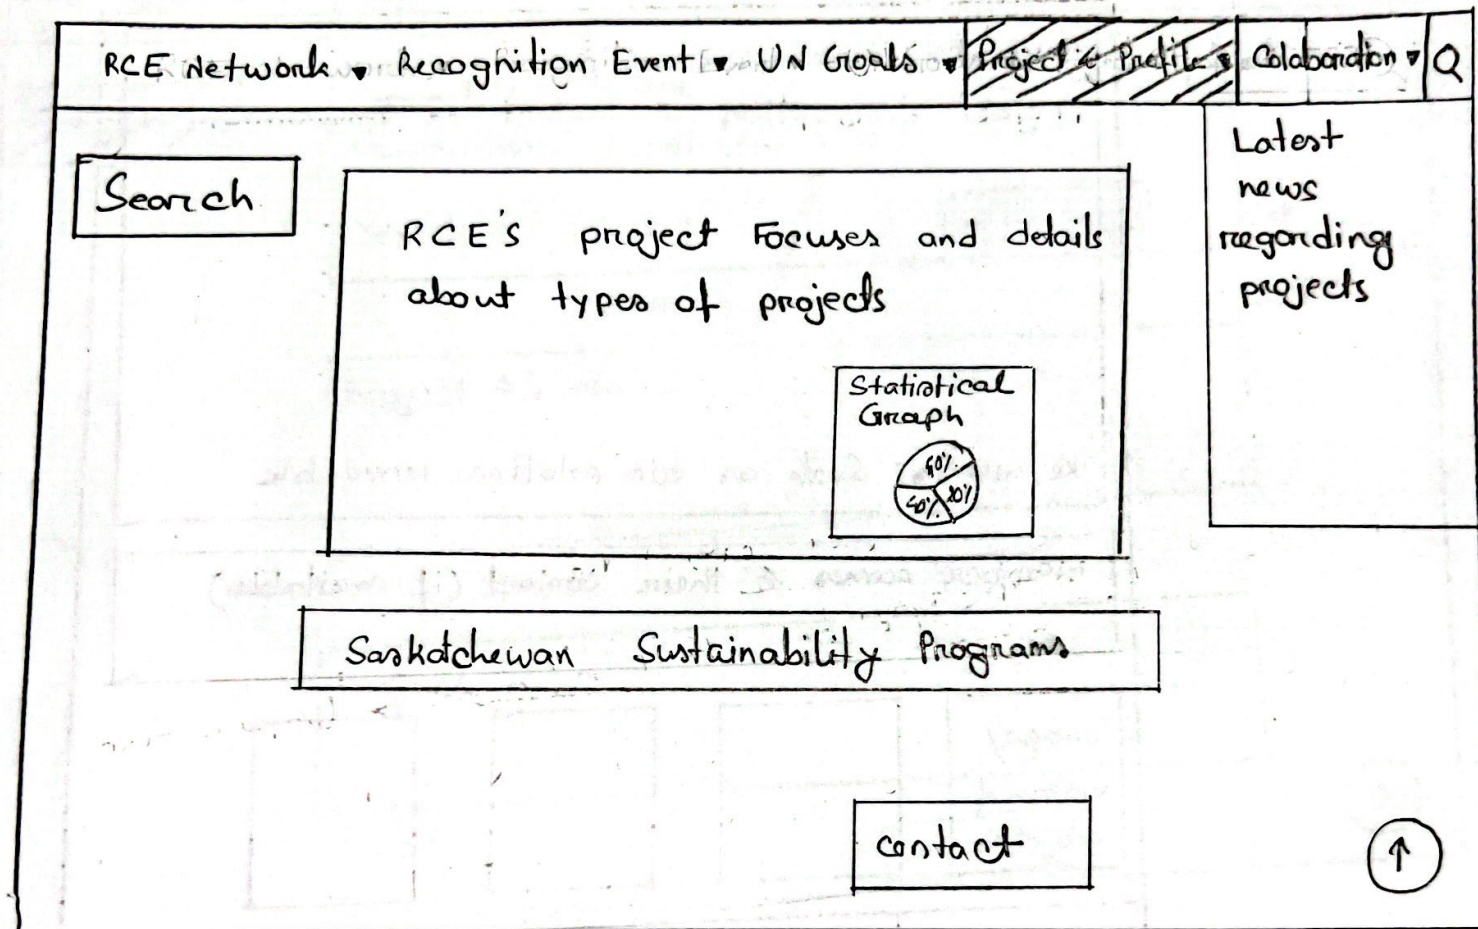 RCE Network ▾ Recognition Event ▾ UN Goals ▾ Project & Profile ▾ Colaboration ▾
Search
RCE'S project Focuses and details
about types of projects
Statistical
Graph
40%
20%
Saskatchewan Sustainability Programs
Latest
news
regarding
projects
contact
↑